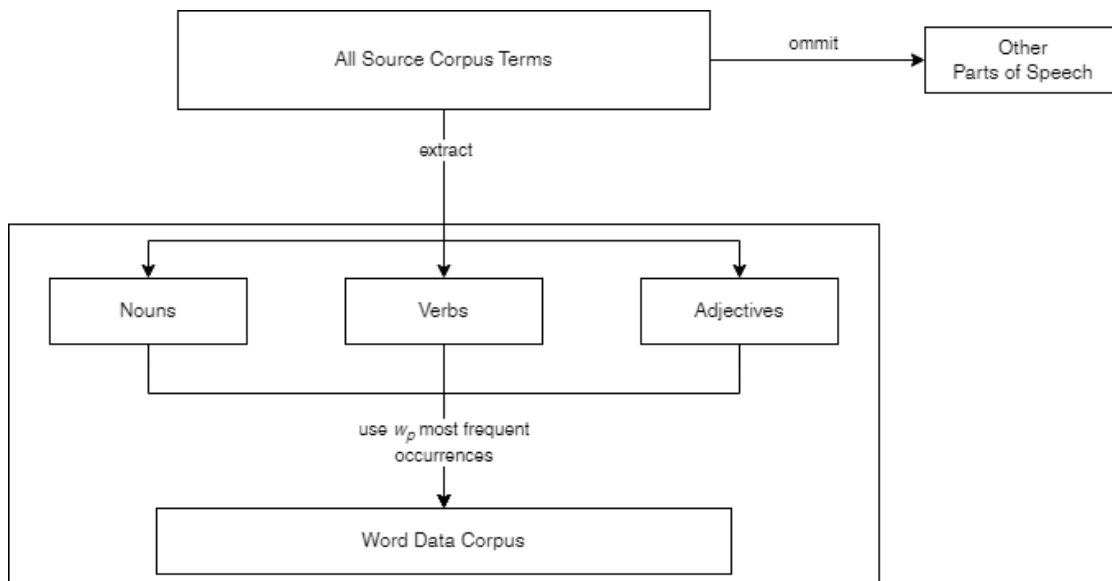 All Source Corpus Terms
ommit
Other
Parts of Speech
extract
Nouns
Verbs
Adjectives
use wp most frequent
occurrences
Word Data Corpus